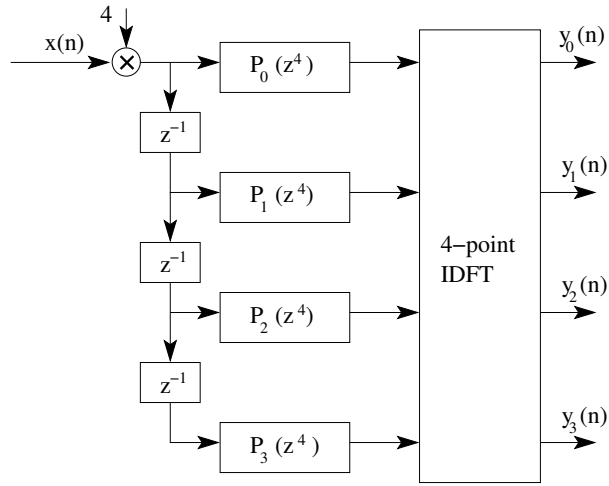 4
x(n)
P₀(z⁴)
y₀(n)
z⁻¹
P₁(z⁴)
y₁(n)
4−point
IDFT
z⁻¹
P₂(z⁴)
y₂(n)
z⁻¹
P₃(z⁴)
y₃(n)